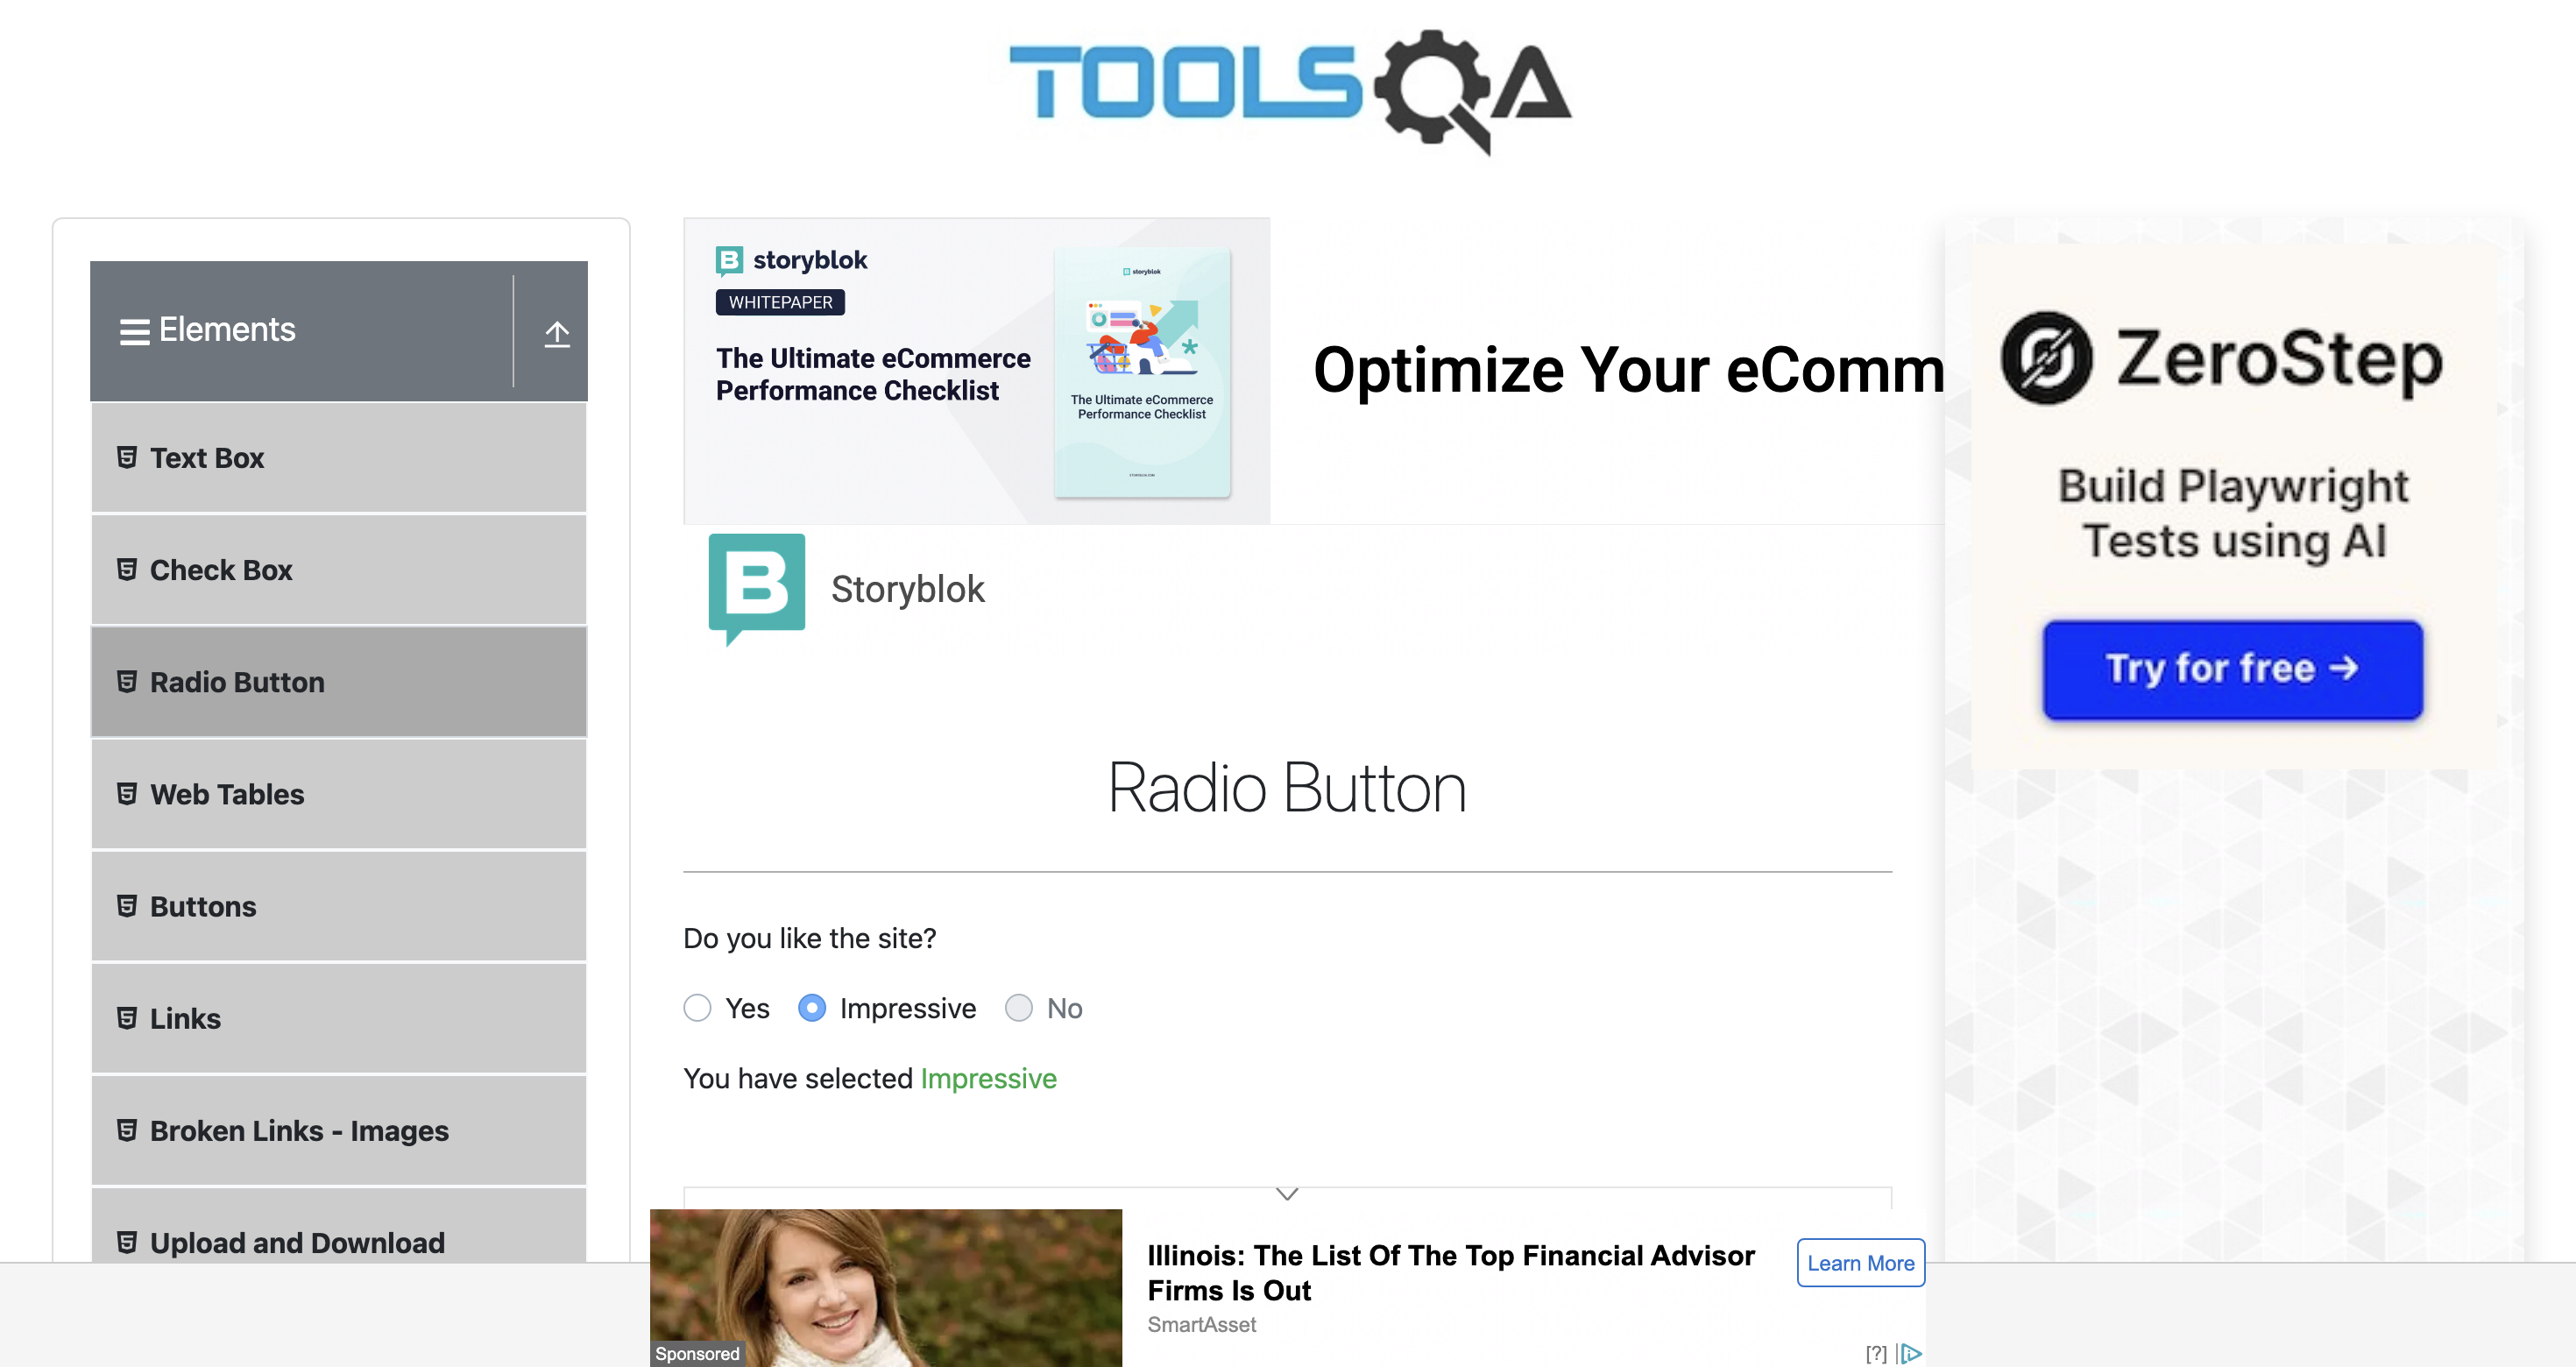 TOOLSQA
Elements
Text Box
Check Box
Radio Button
Web Tables
Buttons
Links
Broken Links - Images
Upload and Download
storyblok
WHITEPAPER
The Ultimate eCommerce
Performance Checklist
storyblok
The Ultimate eCommerce
Performance Checklist
Optimize Your eComm
Storyblok
Radio Button
Do you like the site?
Yes Impressive No
You have selected Impressive
ZeroStep
Build Playwright
Tests using AI
Try for free →
Sponsored
Illinois: The List Of The Top Financial Advisor
Firms Is Out
SmartAsset
Learn More
[?]